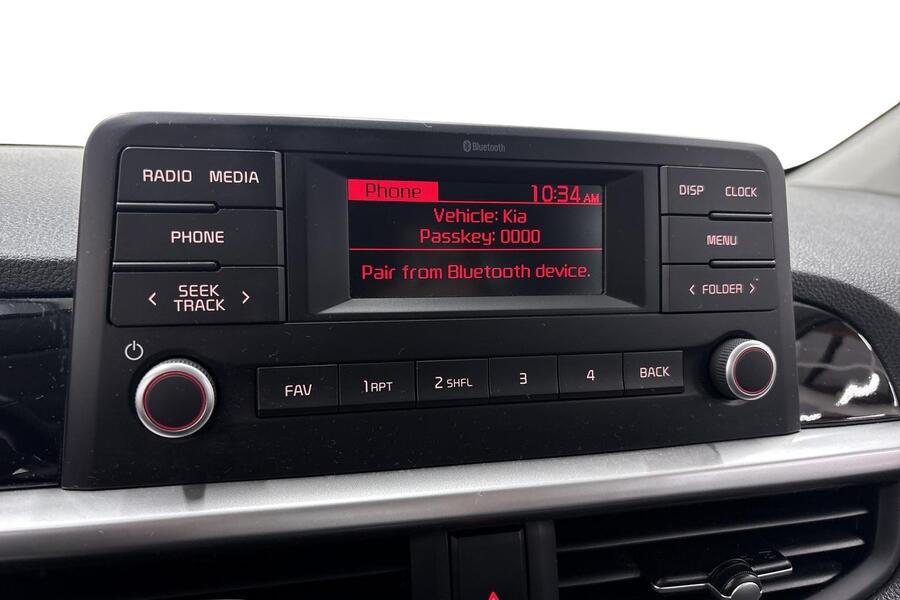 Bluetooth
RADIO MEDIA
PHONE
< SEEK TRACK >
Phone 10:34 AM
Vehicle: Kia
Passkey: 0000
Pair from Bluetooth device.
DISP CLOCK
MENU
< FOLDER >
FAV 1 RPT 2 SHFL 3 4 BACK